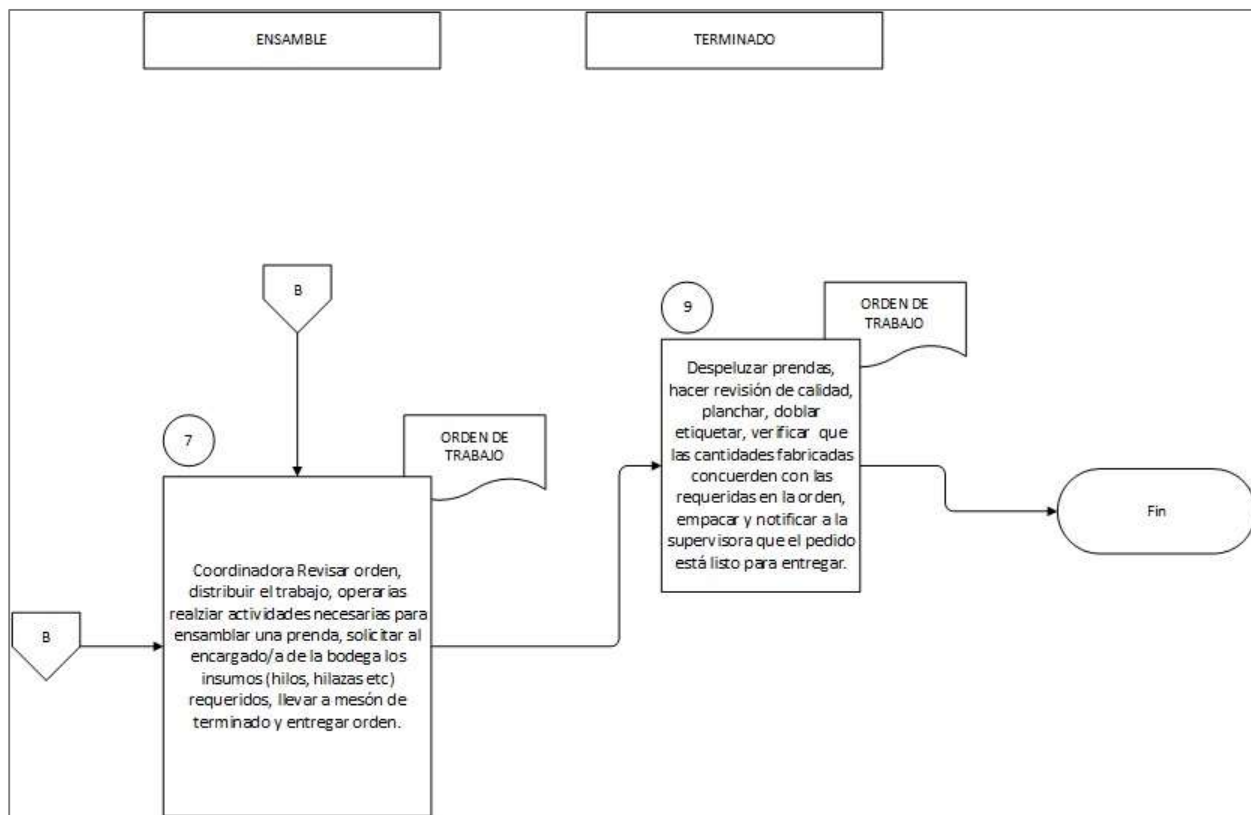 ENSAMBLE
TERMINADO
B
9
ORDEN DE
TRABAJO
Despeluzar prendas,
hacer revisión de calidad,
planchar, doblar
etiquetar, verificar que
las cantidades fabricadas
concuerden con las
requeridas en la orden,
empacar y notificar a la
supervisora que el pedido
está listo para entregar.
7
ORDEN DE
TRABAJO
Fin
B
Coordinadora Revisar orden,
distribuir el trabajo, operarias
realziar actividades necesarias para
ensamblar una prenda, solicitar al
encargado/a de la bodega los
insumos (hilos, hilazas etc)
requeridos, llevar a mesón de
terminado y entregar orden.